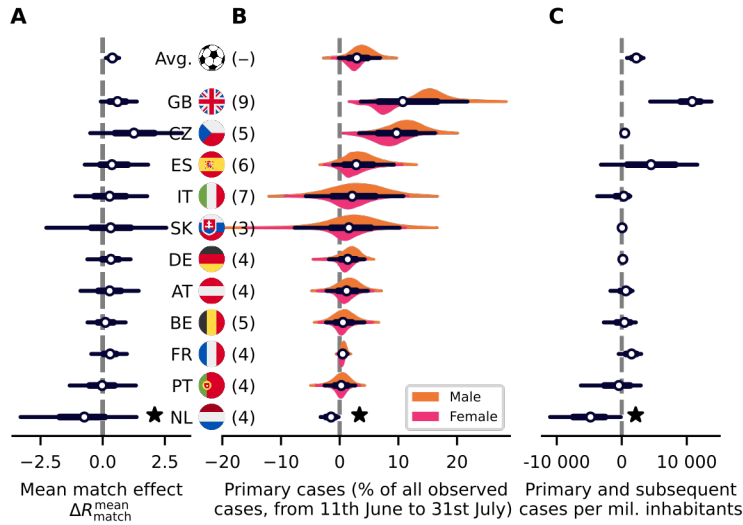 A B C
Avg. (–)
GB (9)
CZ (5)
ES (6)
IT (7)
SK (3)
DE (4)
AT (4)
BE (5)
FR (4)
PT (4)
NL (4)
Male
Female
−2.5 0.0 2.5
−20 −10 0 10 20
-10 000 0 10 000
Mean match effect
ΔR^mean_match
Primary cases (% of all observed
cases, from 11th June to 31st July)
Primary and subsequent
cases per mil. inhabitants